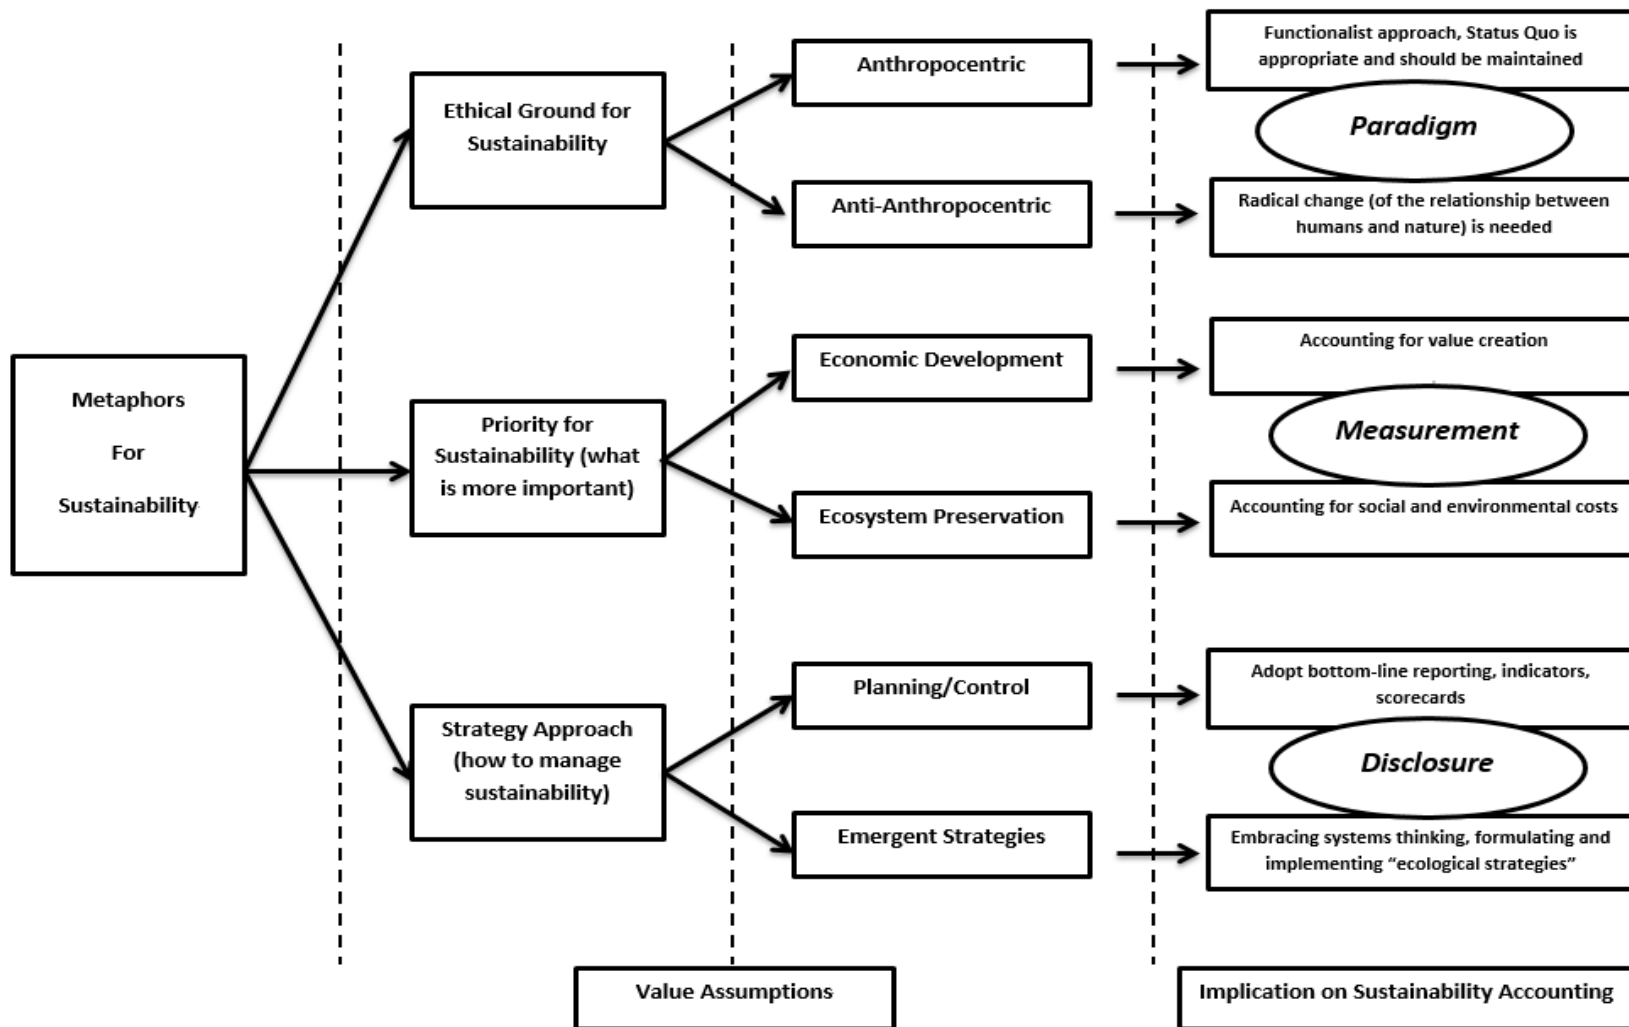 Metaphors
For
Sustainability
Ethical Ground for
Sustainability
Priority for
Sustainability (what
is more important)
Strategy Approach
(how to manage
sustainability)
Anthropocentric
Anti-Anthropocentric
Economic Development
Ecosystem Preservation
Planning/Control
Emergent Strategies
Functionalist approach, Status Quo is
appropriate and should be maintained
Paradigm
Radical change (of the relationship between
humans and nature) is needed
Accounting for value creation
Measurement
Accounting for social and environmental costs
Adopt bottom-line reporting, indicators,
scorecards
Disclosure
Embracing systems thinking, formulating and
implementing “ecological strategies”
Value Assumptions
Implication on Sustainability Accounting